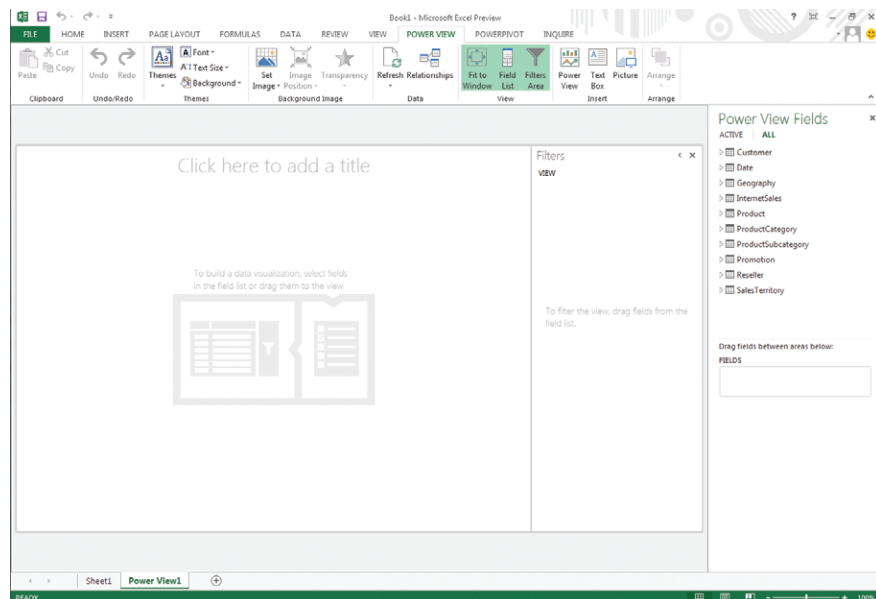 Book1 - Microsoft Excel Preview
FILE HOME INSERT PAGE LAYOUT FORMULAS DATA REVIEW VIEW POWER VIEW POWERPIVOT INQUIRE
Paste
Cut
Copy
Clipboard
Undo Redo
Undo/Redo
Themes
Font
Text Size
Background
Themes
Set Image
Image Position
Transparency
Background Image
Refresh Relationships
Data
Fit to Window
Field List
Filters Area
View
Power View
Text Box
Picture
Insert
Arrange
Arrange
Click here to add a title
To build a data visualization, select fields
in the field list or drag them to the view
Filters
VIEW
To filter the view, drag fields from the
field list.
Power View Fields
ACTIVE ALL
Customer
Date
Geography
InternetSales
Product
ProductCategory
ProductSubcategory
Promotion
Reseller
SalesTerritory
Drag fields between areas below:
FIELDS
Sheet1 Power View1
READY 100%